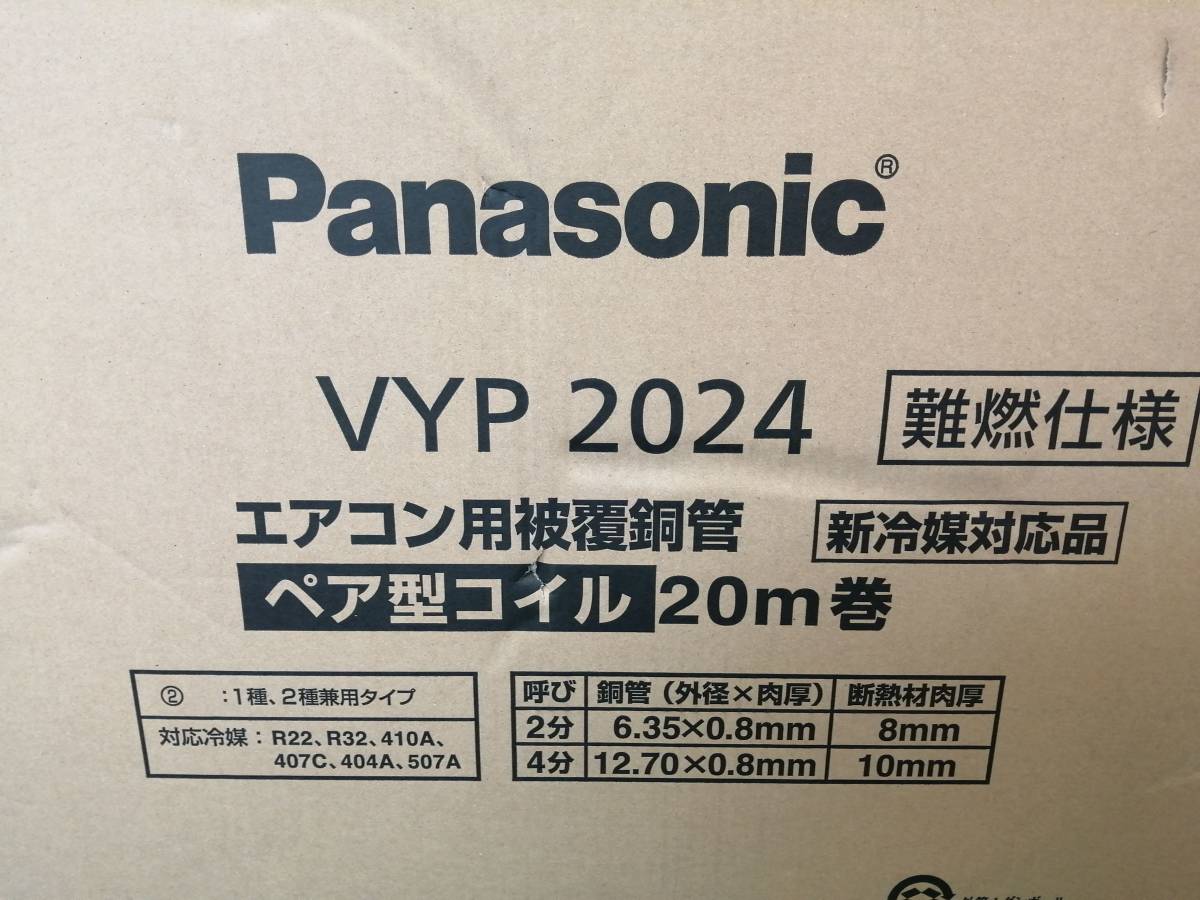 Panasonic®
VYP 2024 難燃仕様
エアコン用被覆銅管 新冷媒対応品
ペア型コイル 20m巻
② :1種、2種兼用タイプ
対応冷媒:R22、R32、410A、
407C、404A、507A
呼び 銅管(外径×肉厚) 断熱材肉厚
2分 6.35×0.8mm 8mm
4分 12.70×0.8mm 10mm